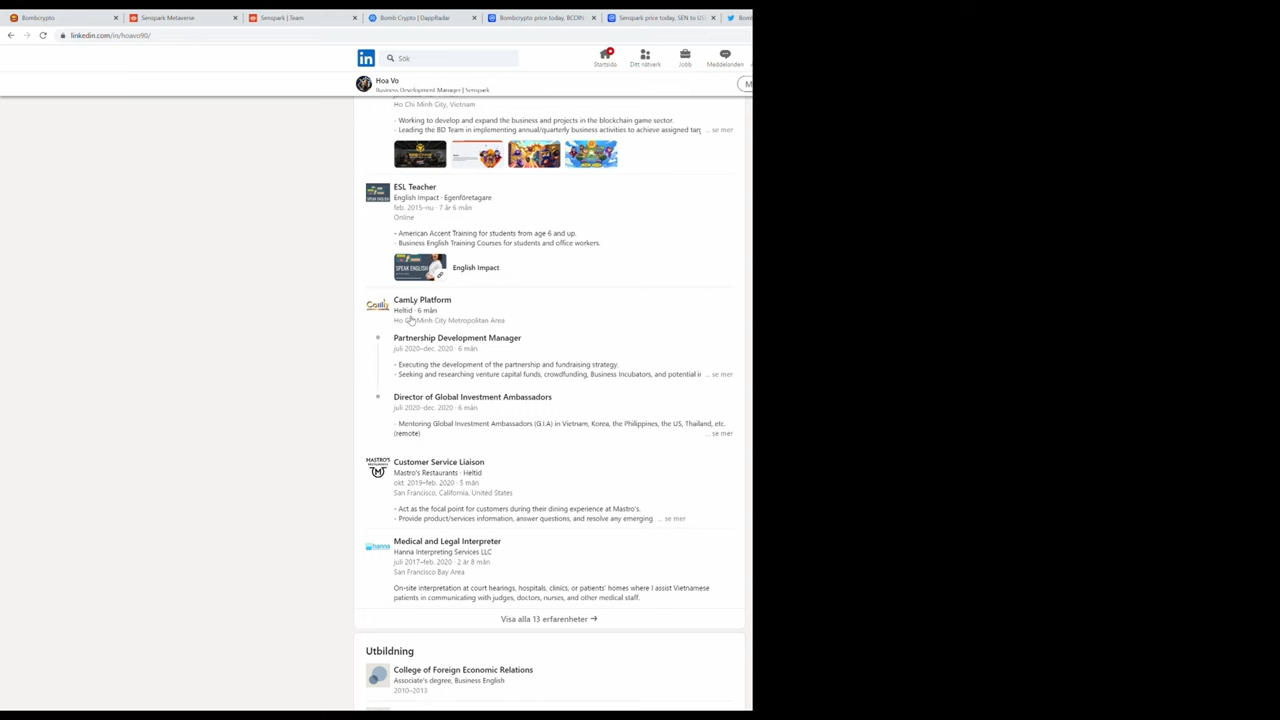 Bombcrypto
Senspark Metaverse
Senspark | Team
Bomb Crypto | DappRadar
Bombcrypto price today, BCOIN
Senspark price today, SEN to US
Bomb
linkedin.com/in/hoavo90/
Sök
Startsida
Ditt nätverk
Jobb
Meddelanden
Hoa Vo
Business Development Manager | Senspark
Ho Chi Minh City, Vietnam
- Working to develop and expand the business and projects in the blockchain game sector.
- Leading the BD Team in implementing annual/quarterly business activities to achieve assigned targ ... se mer
ESL Teacher
English Impact · Egenföretagare
feb. 2015–nu · 7 år 6 mån
Online
- American Accent Training for students from age 6 and up.
- Business English Training Courses for students and office workers.
SPEAK ENGLISH
English Impact
CamLy
CamLy Platform
Heltid · 6 mån
Ho Chi Minh City Metropolitan Area
Partnership Development Manager
juli 2020–dec. 2020 · 6 mån
- Executing the development of the partnership and fundraising strategy.
- Seeking and researching venture capital funds, crowdfunding, Business Incubators, and potential i ... se mer
Director of Global Investment Ambassadors
juli 2020–dec. 2020 · 6 mån
- Mentoring Global Investment Ambassadors (G.I.A) in Vietnam, Korea, the Philippines, the US, Thailand, etc.
(remote) ... se mer
MASTRO'S
Customer Service Liaison
Mastro's Restaurants · Heltid
okt. 2019–feb. 2020 · 5 mån
San Francisco, California, United States
- Act as the focal point for customers during their dining experience at Mastro's.
- Provide product/services information, answer questions, and resolve any emerging ... se mer
hanna
Medical and Legal Interpreter
Hanna Interpreting Services LLC
juli 2017–feb. 2020 · 2 år 8 mån
San Francisco Bay Area
On-site interpretation at court hearings, hospitals, clinics, or patients' homes where I assist Vietnamese
patients in communicating with judges, doctors, nurses, and other medical staff.
Visa alla 13 erfarenheter →
Utbildning
College of Foreign Economic Relations
Associate's degree, Business English
2010–2013